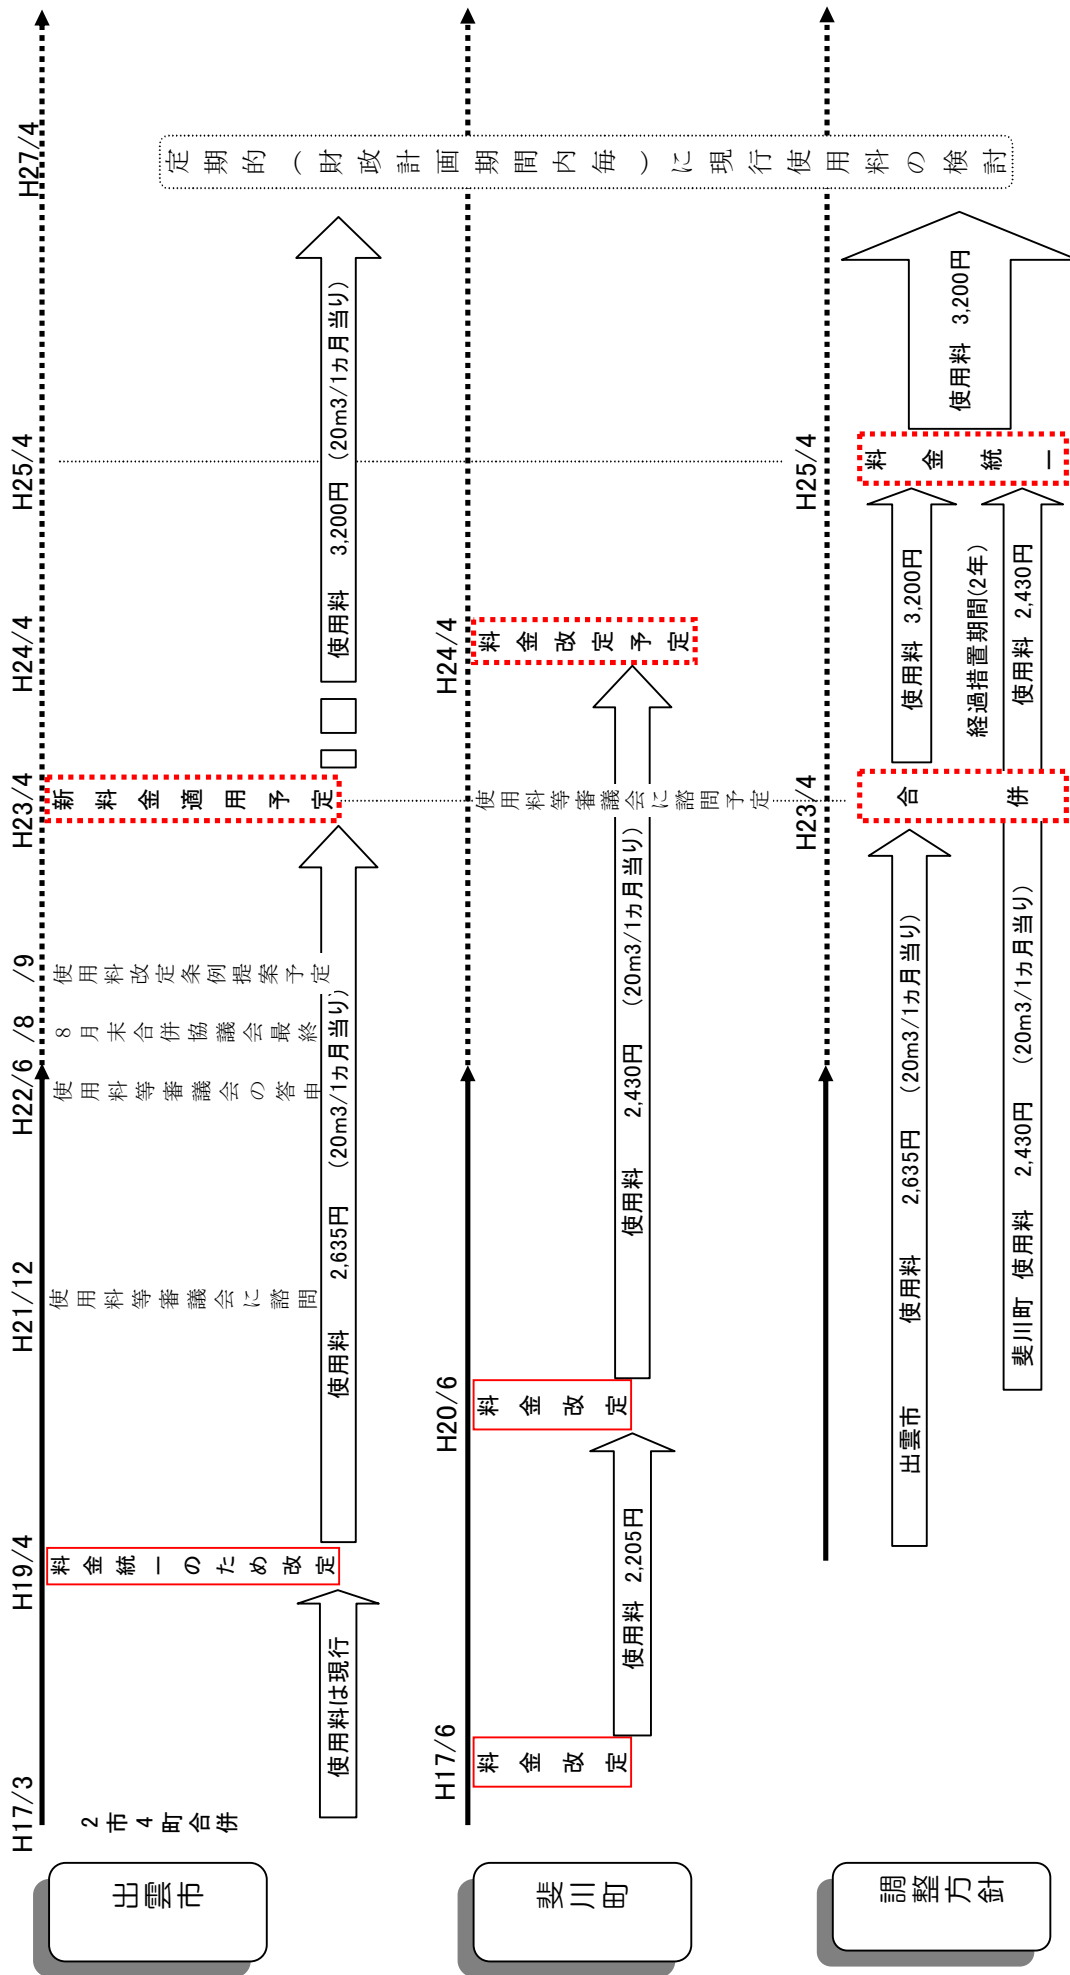 出雲市
H17/3
H19/4
H21/12
H22/6
/8
/9
H23/4
H24/4
H25/4
H27/4
2市4町合併
料金統一のため改定
使用料等審議会に諮問
使用料等審議会の答申
8月末合併協議会最終
使用料改定条例提案予定
新料金適用予定
使用料は現行
使用料 2,635円 (20m3/1ヵ月当り)
使用料 3,200円 (20m3/1ヵ月当り)
定期的(財政計画期間内毎)に現行使用料の検討
斐川町
H17/6
H20/6
H24/4
料金改定
料金改定
使用料等審議会に諮問予定
料金改定予定
使用料 2,205円
使用料 2,430円 (20m3/1ヵ月当り)
調整方針
H23/4
H25/4
出雲市 使用料 2,635円 (20m3/1ヵ月当り)
合併
使用料 3,200円
料金統一
使用料 3,200円
経過措置期間(2年)
斐川町 使用料 2,430円 (20m3/1ヵ月当り)
使用料 2,430円